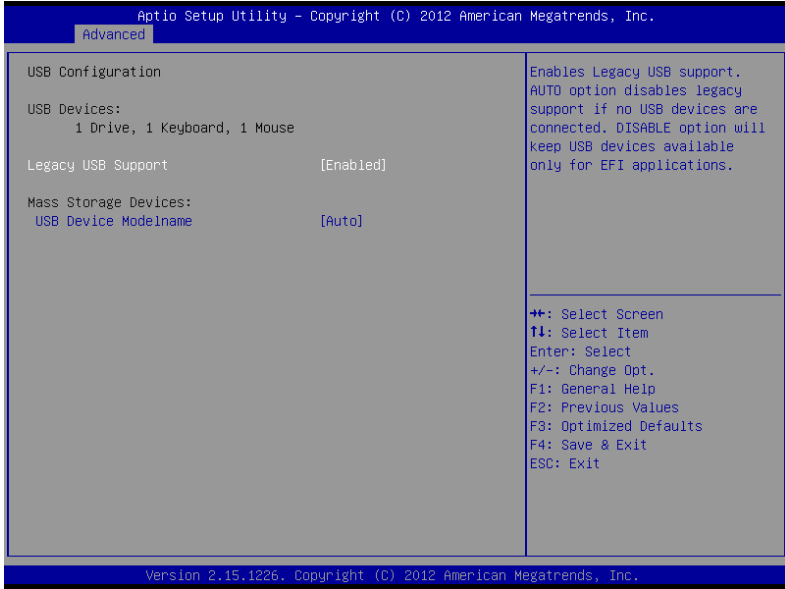 Aptio Setup Utility – Copyright (C) 2012 American Megatrends, Inc.
Advanced
USB Configuration
USB Devices:
1 Drive, 1 Keyboard, 1 Mouse
Legacy USB Support [Enabled]
Mass Storage Devices:
USB Device Modelname [Auto]
Enables Legacy USB support.
AUTO option disables legacy
support if no USB devices are
connected. DISABLE option will
keep USB devices available
only for EFI applications.
→←: Select Screen
↑↓: Select Item
Enter: Select
+/-: Change Opt.
F1: General Help
F2: Previous Values
F3: Optimized Defaults
F4: Save & Exit
ESC: Exit
Version 2.15.1226. Copyright (C) 2012 American Megatrends, Inc.